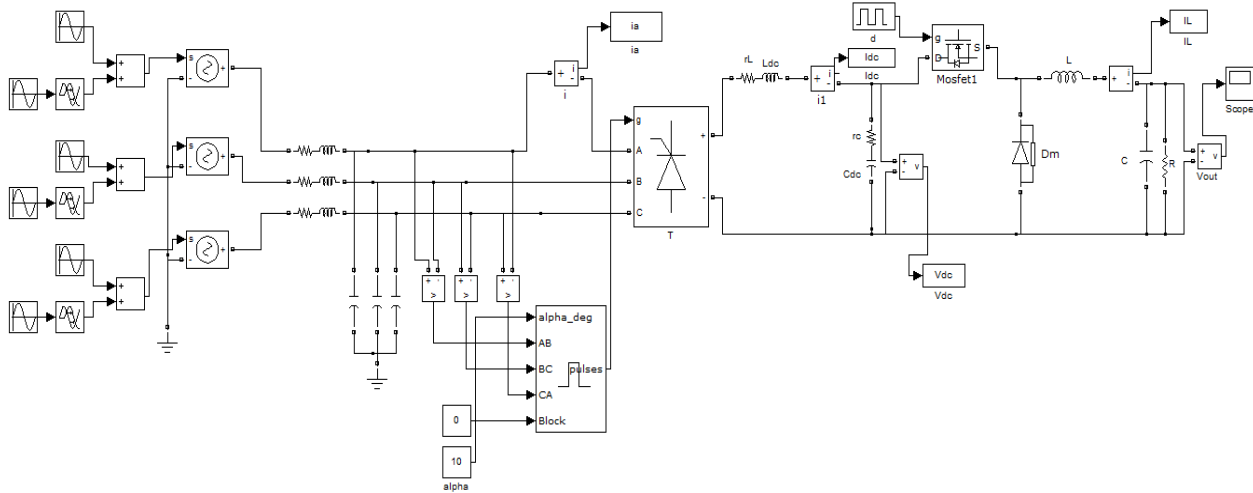 s
+
-
s
+
-
s
+
-
+
+
+
+
+
+
ia
ia
+
i
-
i
g
A
B
C
+
-
T
+ -
v
+ -
v
+ -
v
alpha_deg
AB
BC
CA
Block
pulses
0
10
alpha
rL
Ldc
+
i
-
i1
Idc
Idc
d
g
D
S
Mosfet1
rc
Cdc
+
-
v
Vdc
Vdc
Dm
L
+
i
-
IL
IL
C
R
+
-
v
Vout
Scope